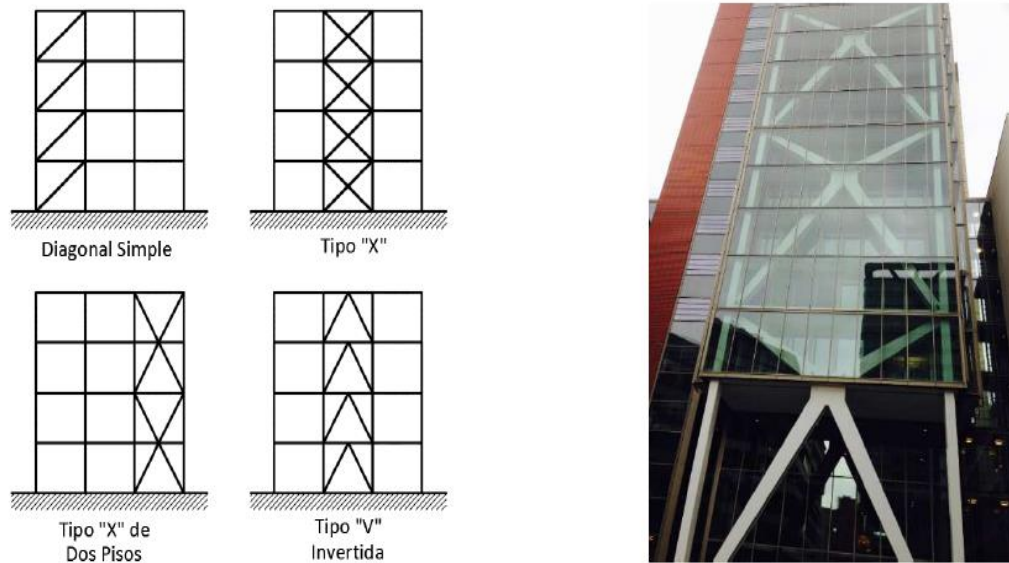 Diagonal Simple
Tipo "X"
Tipo "X" de
Dos Pisos
Tipo "V"
Invertida